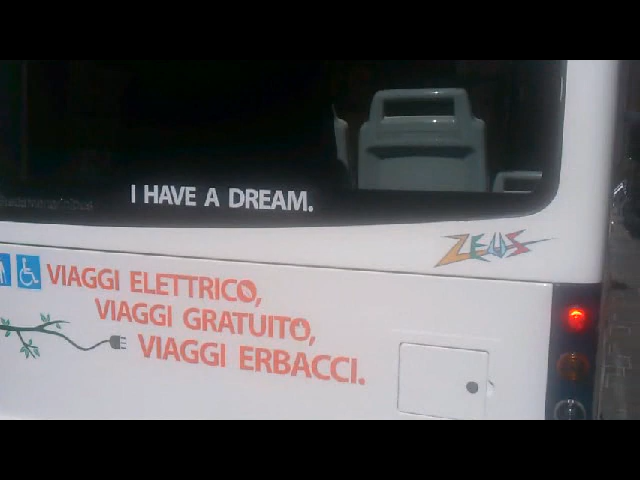 I HAVE A DREAM.
ZEUS
VIAGGI ELETTRICO,
VIAGGI GRATUITO,
VIAGGI ERBACCI.